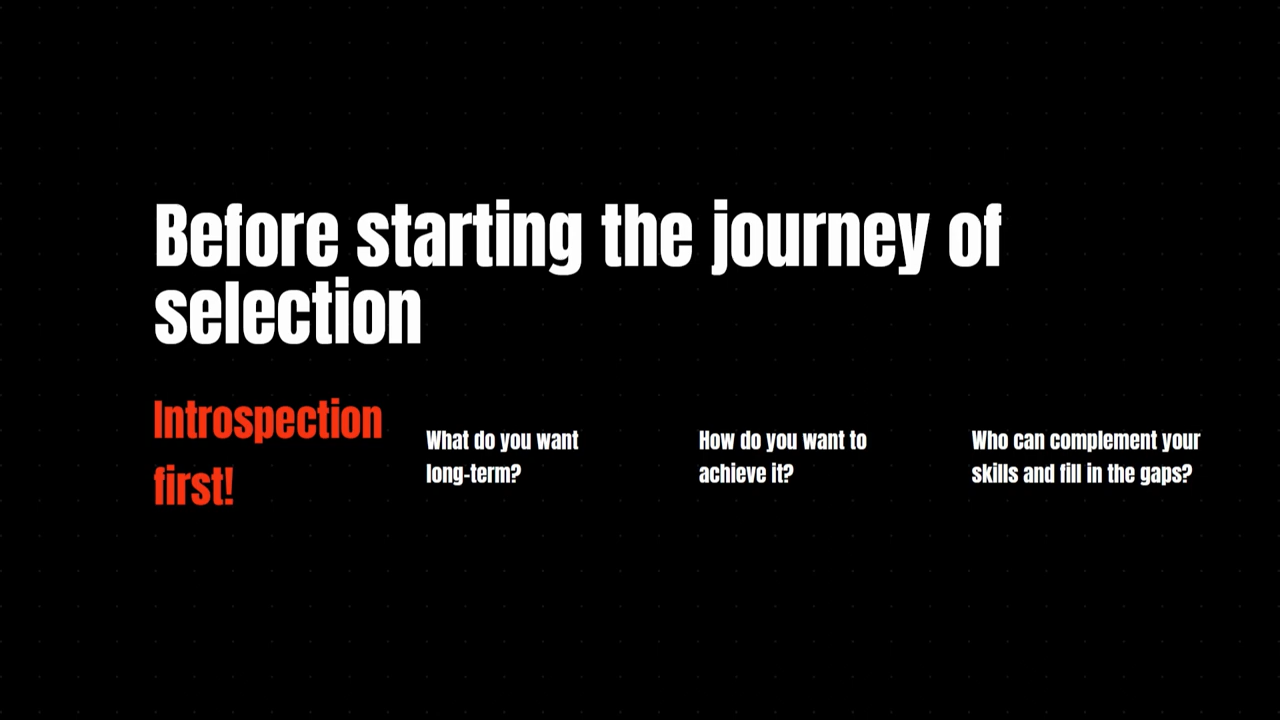 Before starting the journey of
selection
Introspection
first!
What do you want
long-term?
How do you want to
achieve it?
Who can complement your
skills and fill in the gaps?